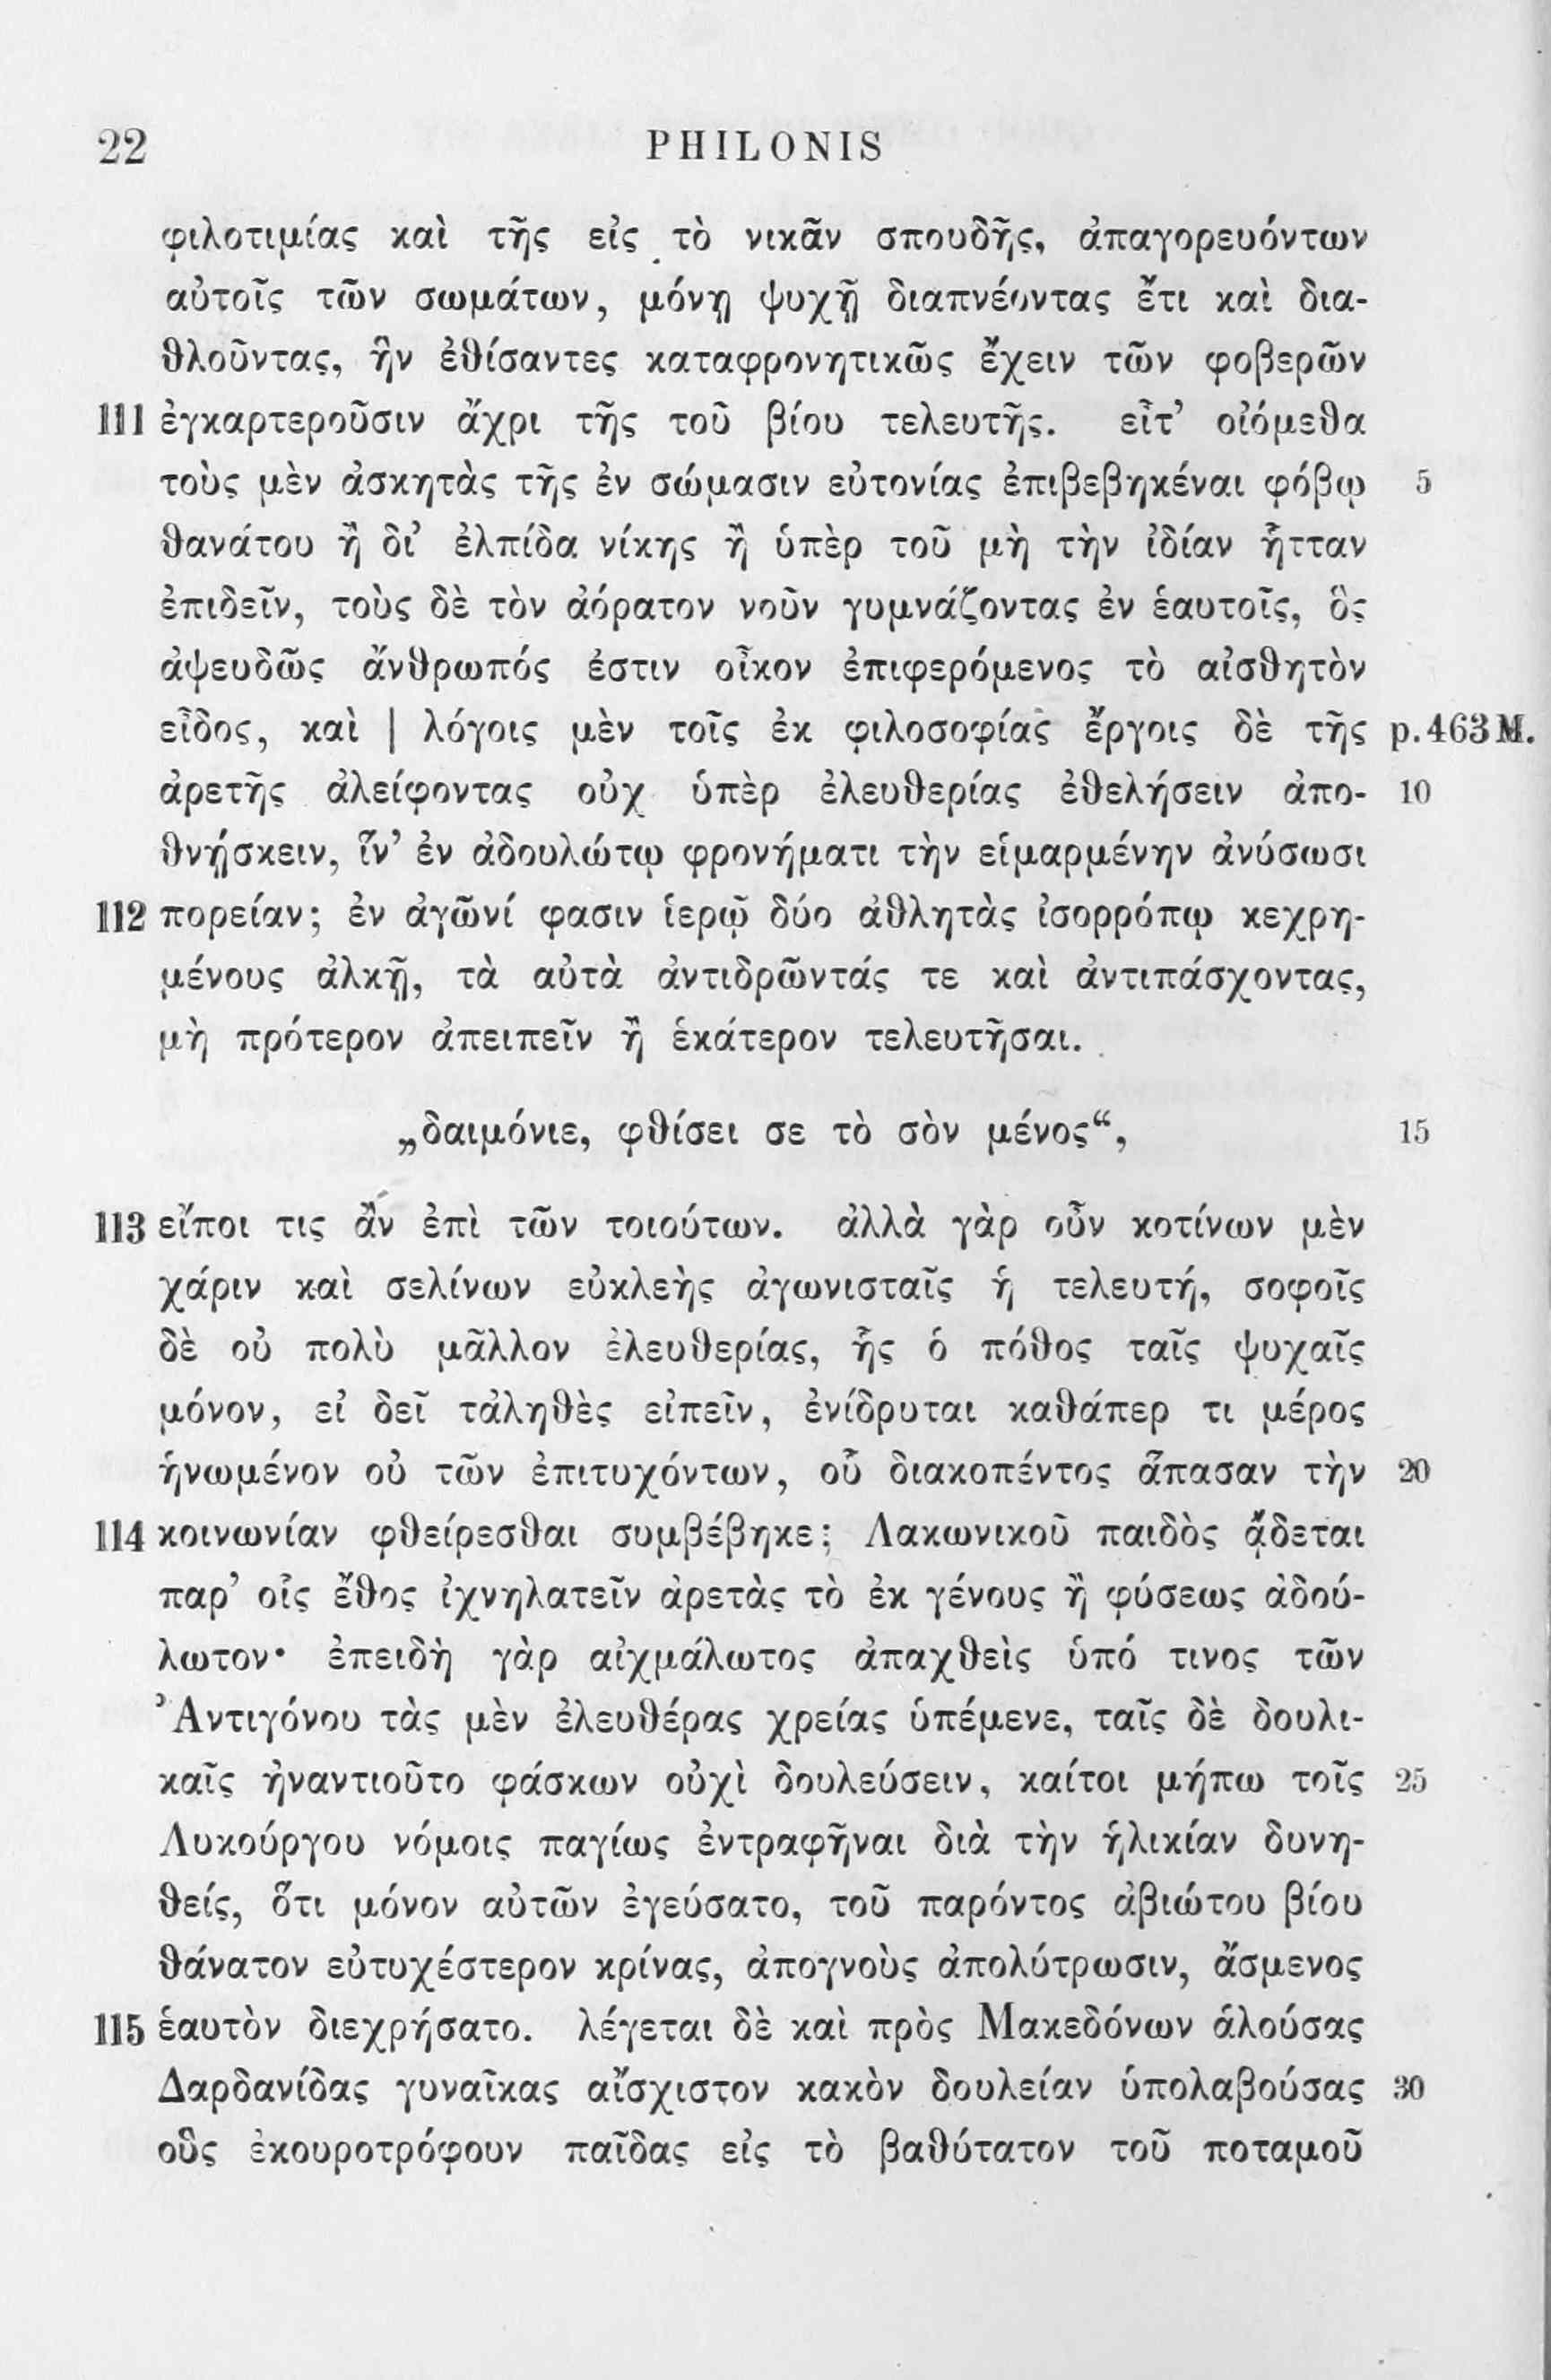 22 PHILONIS
φιλοτιμίας καὶ τῆς εἰς τὸ νικᾶν σπουδῆς, ἀπαγορευόντων
αὐτοῖς τῶν σωμάτων, μόνῃ ψυχῇ διαπνέοντας ἔτι καὶ δια-
θλοῦντας, ἣν ἐθίσαντες καταφρονητικῶς ἔχειν τῶν φοβερῶν
111 ἐγκαρτεροῦσιν ἄχρι τῆς τοῦ βίου τελευτῆς. εἶτ’ οἰόμεθα
τοὺς μὲν ἀσκητὰς τῆς ἐν σώμασιν εὐτονίας ἐπιβεβηκέναι φόβῳ 5
θανάτου ἢ δι’ ἐλπίδα νίκης ἢ ὑπὲρ τοῦ μὴ τὴν ἰδίαν ἧτταν
ἐπιδεῖν, τοὺς δὲ τὸν ἀόρατον νοῦν γυμνάζοντας ἐν ἑαυτοῖς, ὃς
ἀψευδῶς ἄνθρωπός ἐστιν οἶκον ἐπιφερόμενος τὸ αἰσθητὸν
εἶδος, καὶ | λόγοις μὲν τοῖς ἐκ φιλοσοφίας ἔργοις δὲ τῆς p. 463 M.
ἀρετῆς ἀλείφοντας οὐχ ὑπὲρ ἐλευθερίας ἐθελήσειν ἀπο- 10
θνῄσκειν, ἵν’ ἐν ἀδουλώτῳ φρονήματι τὴν εἱμαρμένην ἀνύσωσι
112 πορείαν; ἐν ἀγῶνί φασιν ἱερῷ δύο ἀθλητὰς ἰσορρόπῳ κεχρη-
μένους ἀλκῇ, τὰ αὐτὰ ἀντιδρῶντάς τε καὶ ἀντιπάσχοντας,
μὴ πρότερον ἀπειπεῖν ἢ ἑκάτερον τελευτῆσαι.
„δαιμόνιε, φθίσει σε τὸ σὸν μένος“, 15
113 εἴποι τις ἂν ἐπὶ τῶν τοιούτων. ἀλλὰ γὰρ οὖν κοτίνων μὲν
χάριν καὶ σελίνων εὐκλεὴς ἀγωνισταῖς ἡ τελευτή, σοφοῖς
δὲ οὐ πολὺ μᾶλλον ἐλευθερίας, ἧς ὁ πόθος ταῖς ψυχαῖς
μόνον, εἰ δεῖ τἀληθὲς εἰπεῖν, ἐνίδρυται καθάπερ τι μέρος
ἡνωμένον οὐ τῶν ἐπιτυχόντων, οὗ διακοπέντος ἅπασαν τὴν 20
114 κοινωνίαν φθείρεσθαι συμβέβηκε; Λακωνικοῦ παιδὸς ᾄδεται
παρ’ οἷς ἔθος ἰχνηλατεῖν ἀρετὰς τὸ ἐκ γένους ἢ φύσεως ἀδού-
λωτον· ἐπειδὴ γὰρ αἰχμάλωτος ἀπαχθεὶς ὑπό τινος τῶν
Ἀντιγόνου τὰς μὲν ἐλευθέρας χρείας ὑπέμενε, ταῖς δὲ δουλι-
καῖς ἠναντιοῦτο φάσκων οὐχὶ δουλεύσειν, καίτοι μήπω τοῖς 25
Λυκούργου νόμοις παγίως ἐντραφῆναι διὰ τὴν ἡλικίαν δυνη-
θείς, ὅτι μόνον αὐτῶν ἐγεύσατο, τοῦ παρόντος ἀβιώτου βίου
θάνατον εὐτυχέστερον κρίνας, ἀπογνοὺς ἀπολύτρωσιν, ἄσμενος
115 ἑαυτὸν διεχρήσατο. λέγεται δὲ καὶ πρὸς Μακεδόνων ἁλούσας
Δαρδανίδας γυναῖκας αἴσχιστον κακὸν δουλείαν ὑπολαβούσας 30
οὓς ἐκουροτρόφουν παῖδας εἰς τὸ βαθύτατον τοῦ ποταμοῦ